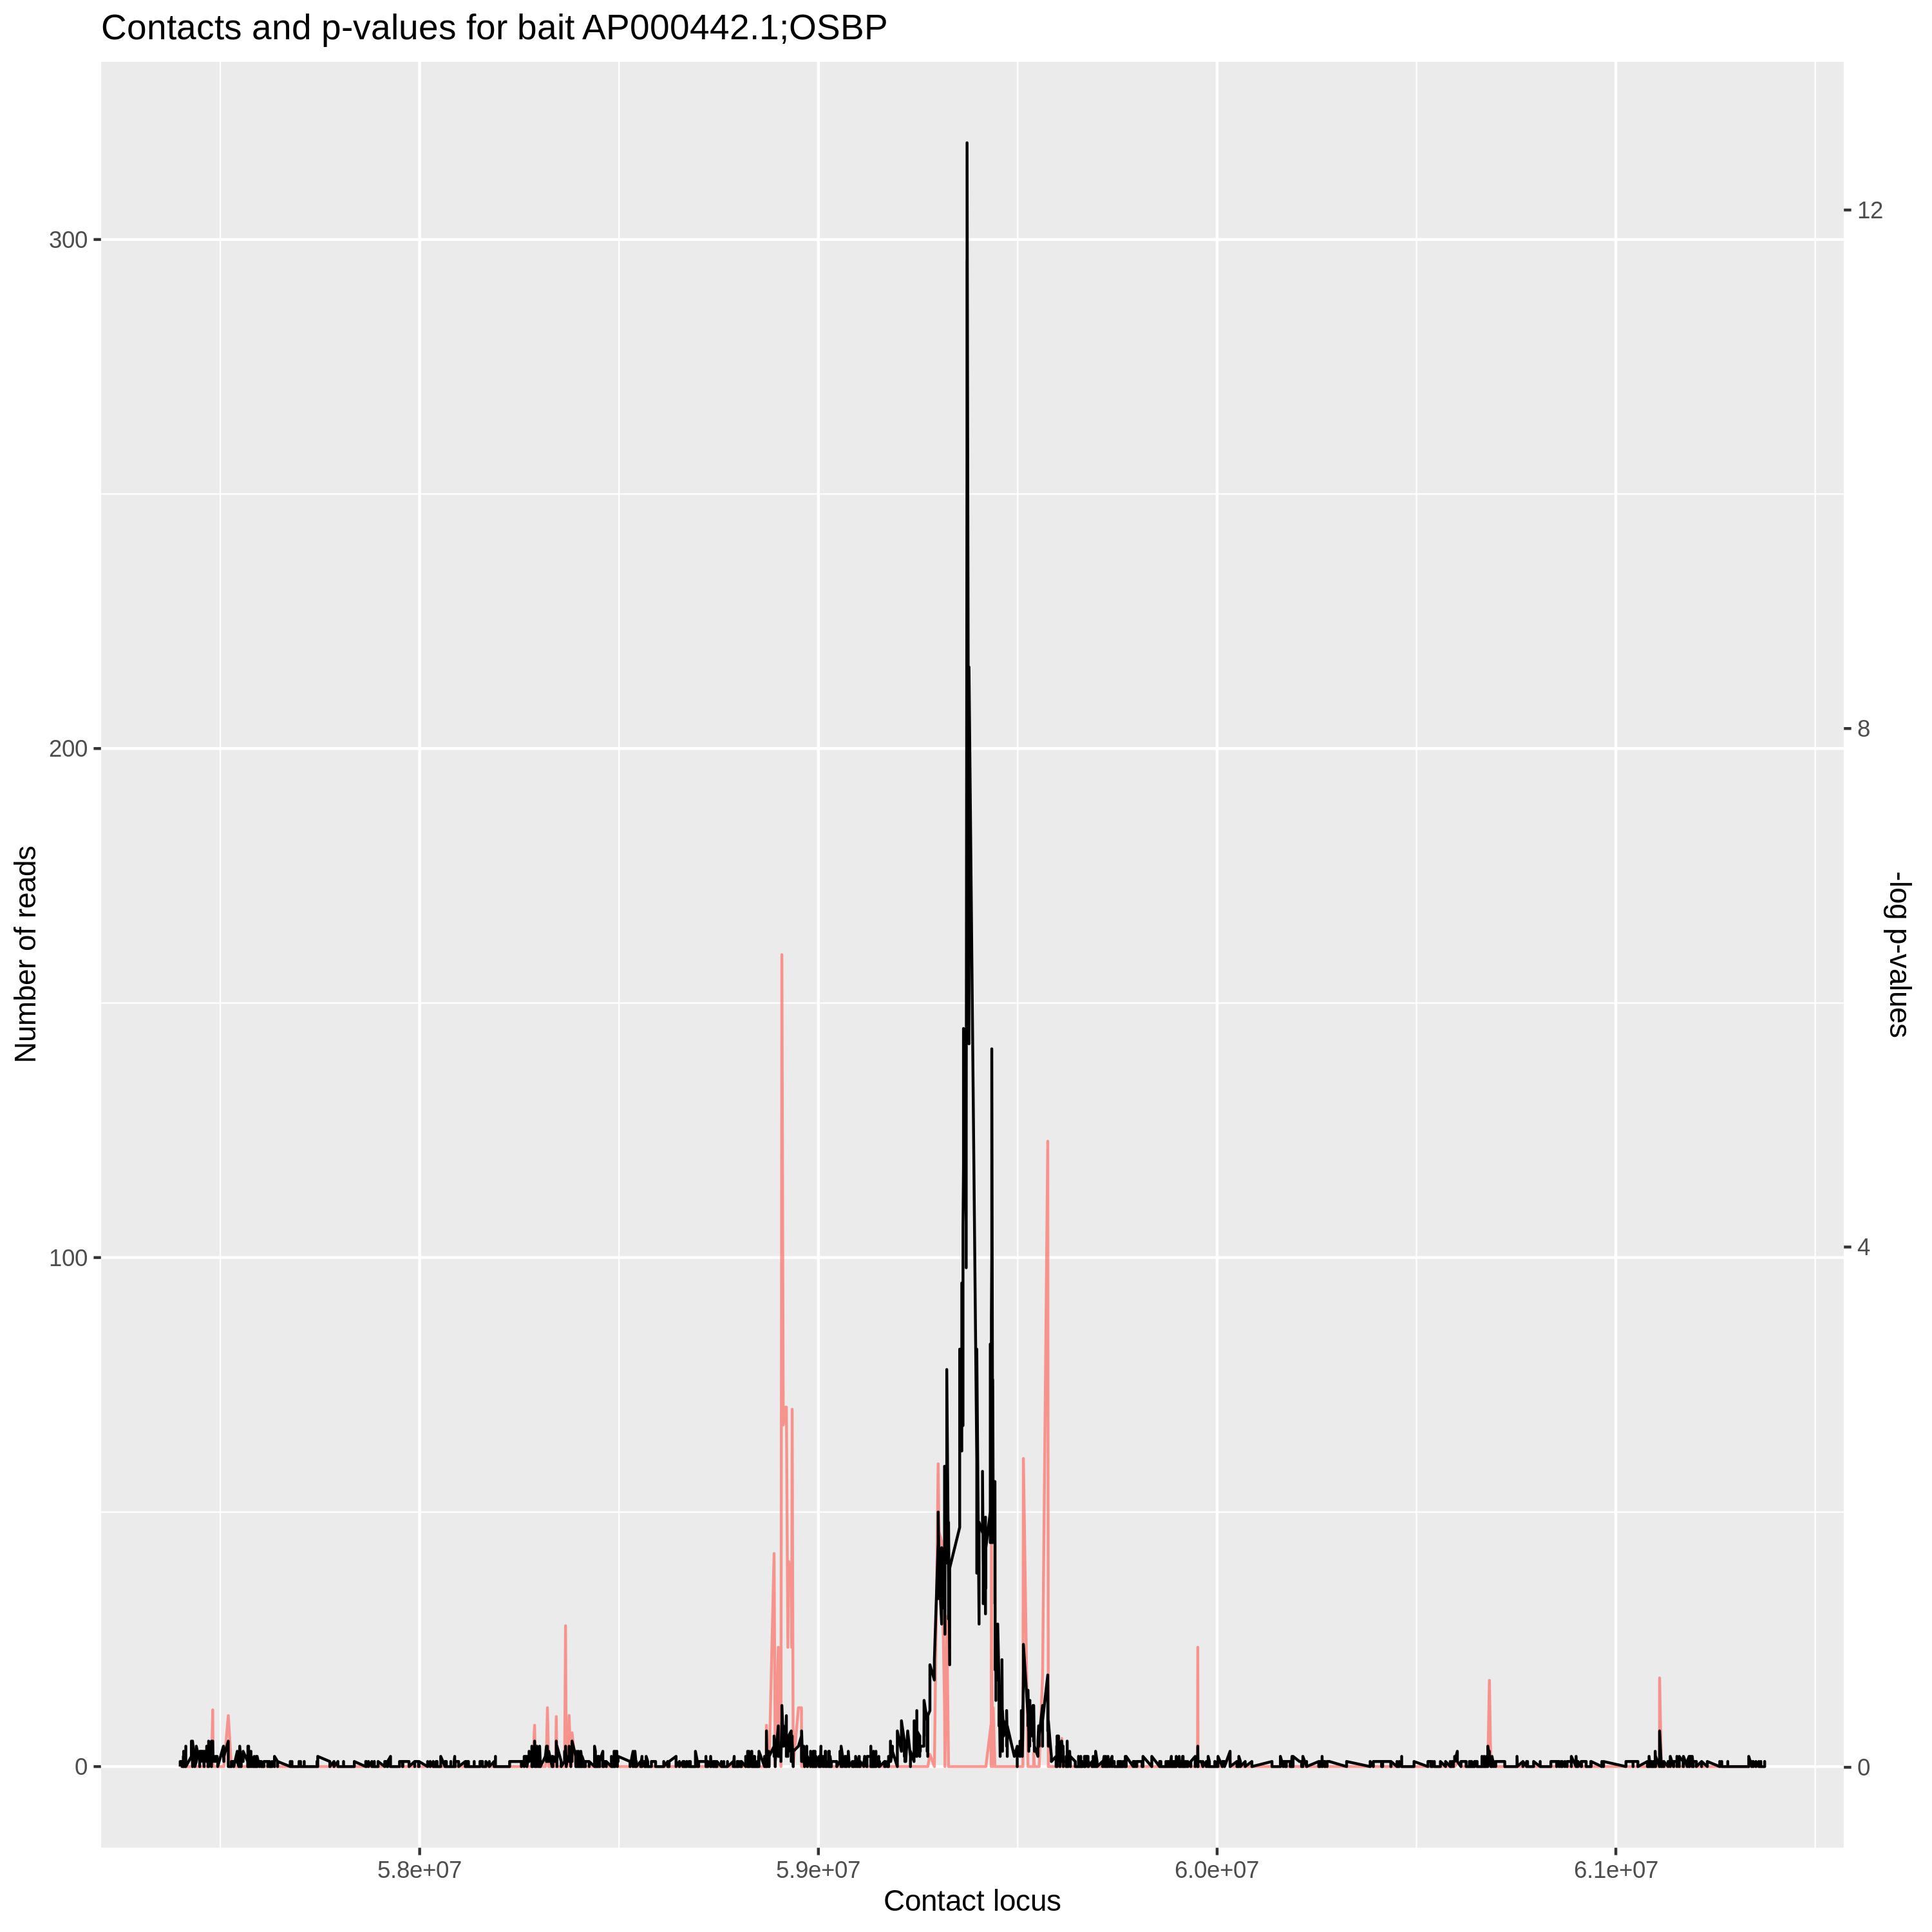 Contacts and p-values for bait AP000442.1;OSBP
300
200
100
0
Number of reads
12
8
4
0
-log p-values
5.8e+07
5.9e+07
6.0e+07
6.1e+07
Contact locus